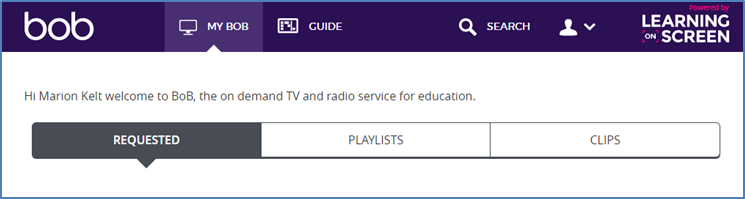 Powered by
bob MY BOB GUIDE SEARCH LEARNING
ON SCREEN
Hi Marion Kelt welcome to BoB, the on demand TV and radio service for education.
REQUESTED PLAYLISTS CLIPS